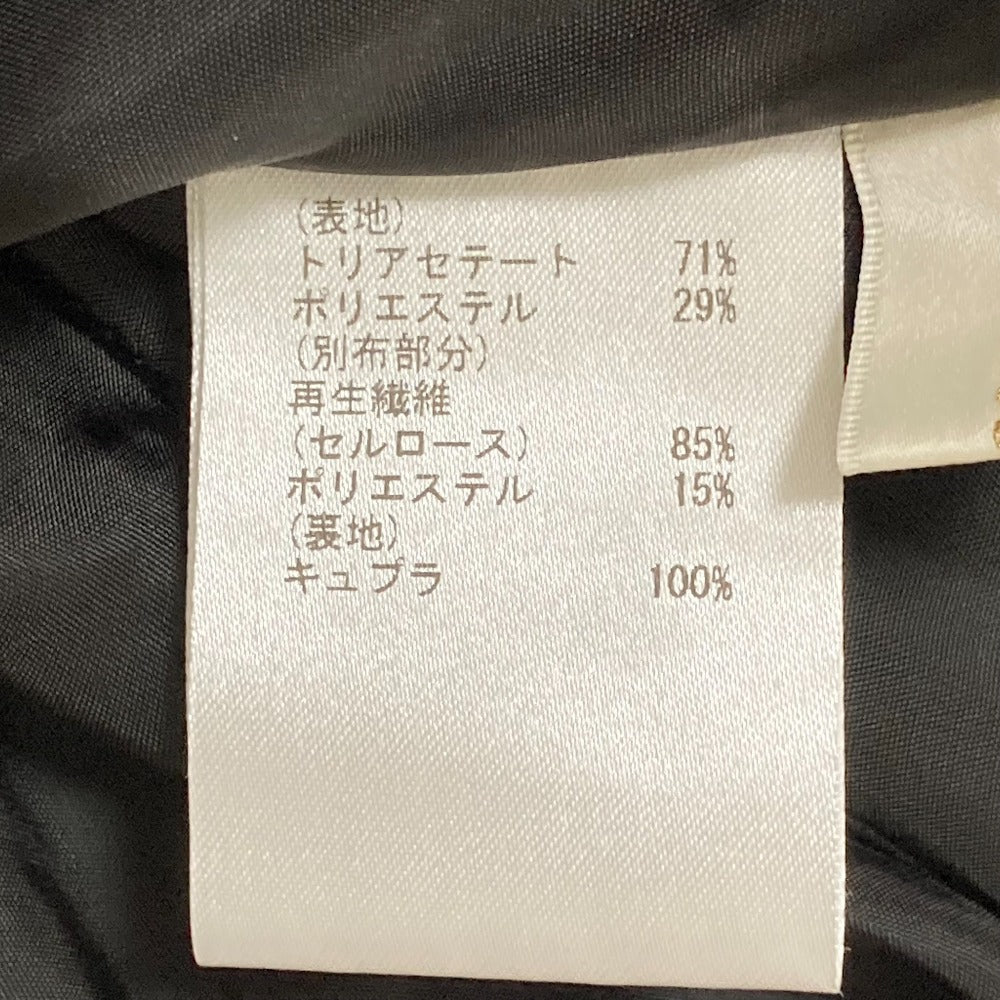 (表地)
トリアセテート 71%
ポリエステル 29%
(別布部分)
再生繊維
(セルロース) 85%
ポリエステル 15%
(表地)
キュプラ 100%